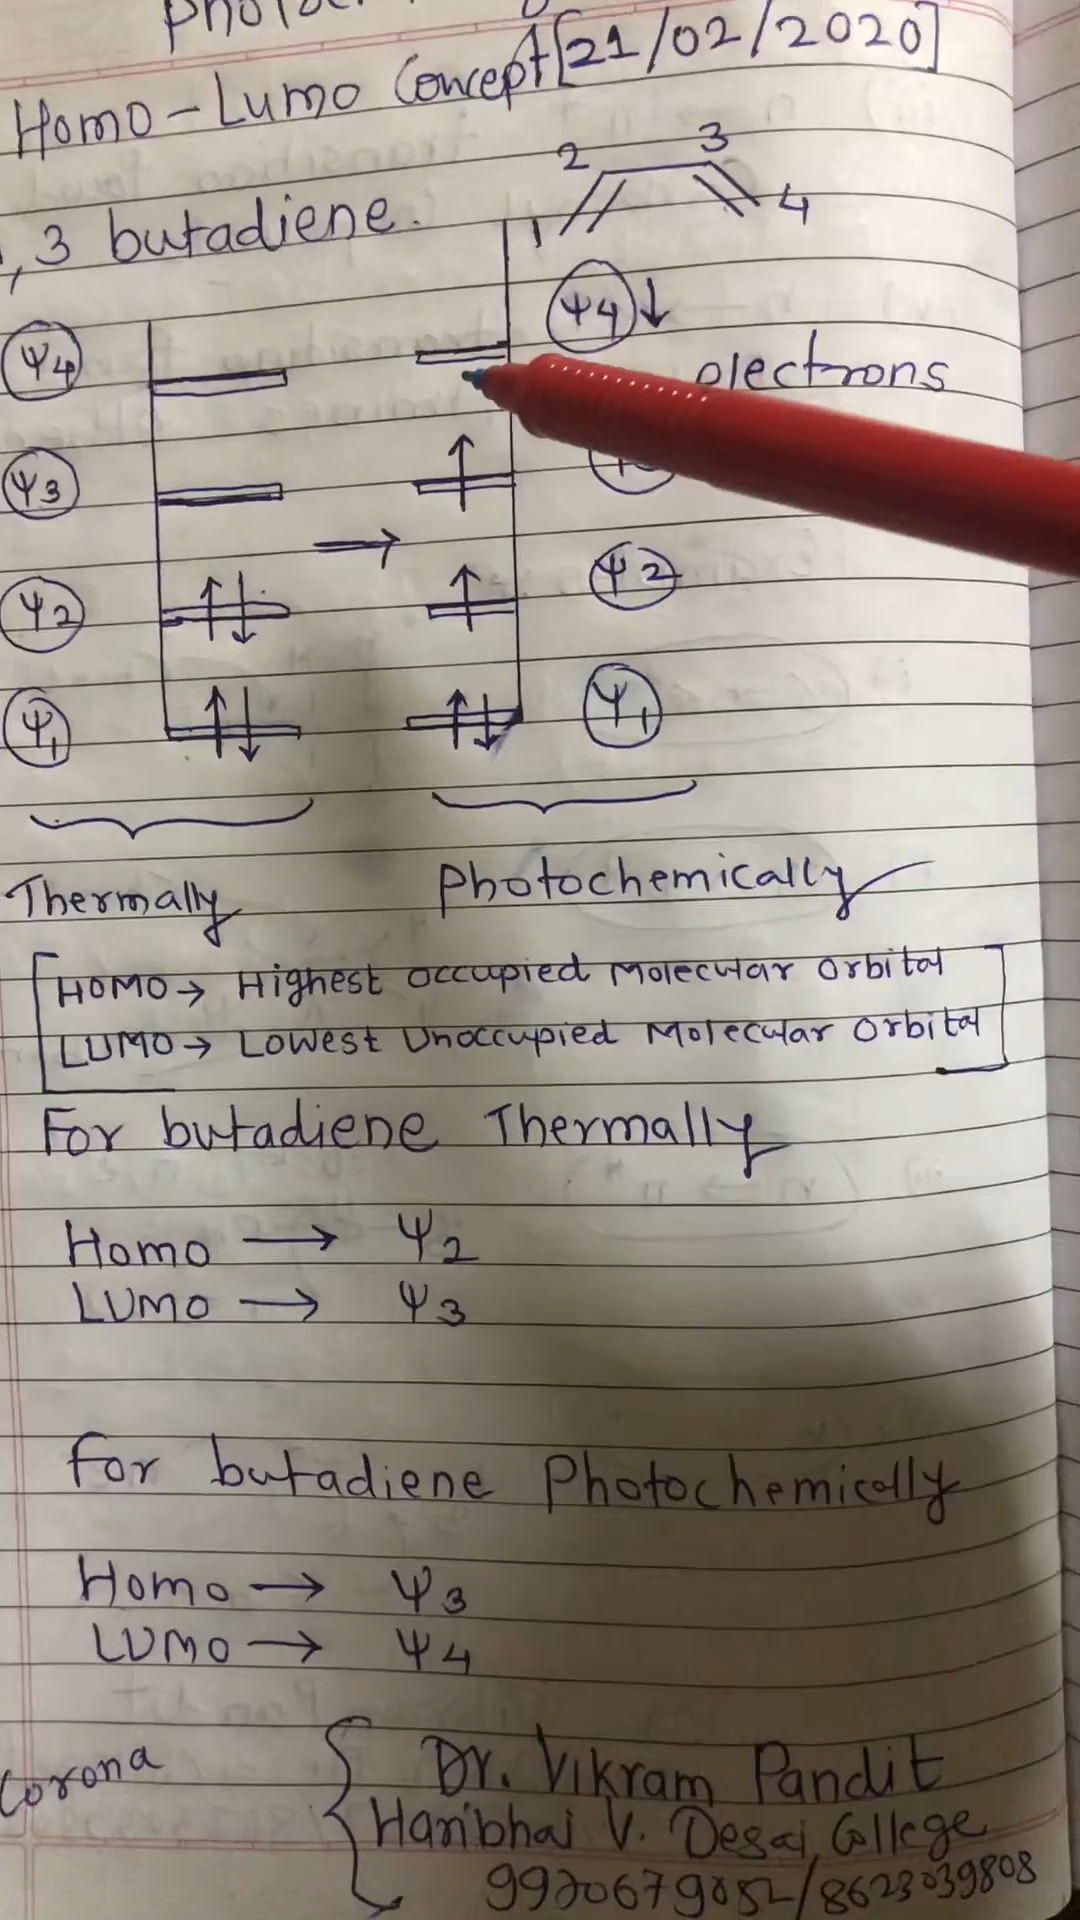 Homo - Lumo Concept [21/02/2020]
, 3 butadiene.
2 3
1 4
Ψ4 Ψ4 ↓
electrons
Ψ3
Ψ2 Ψ2
Ψ1 Ψ1
Thermally Photochemically
HOMO → Highest Occupied Molecular Orbital
LUMO → Lowest Unoccupied Molecular Orbital
For butadiene Thermally
Homo → Ψ2
LUMO → Ψ3
For butadiene Photochemically
Homo → Ψ3
LUMO → Ψ4
Corona
Dr. Vikram Pandit
Haribhai V. Desai College
/8623039808